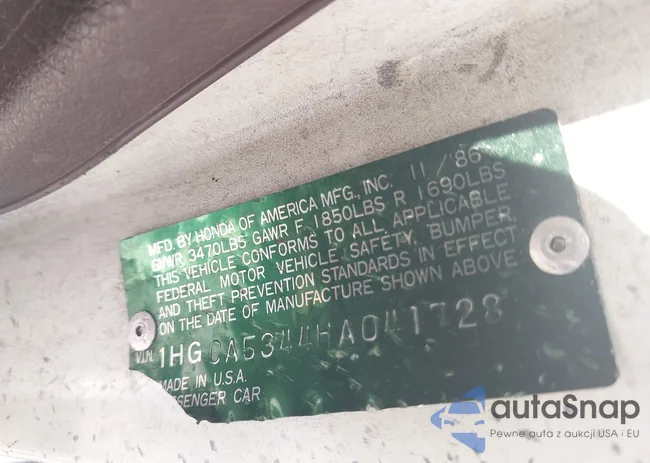 MFD. BY HONDA OF AMERICA MFG., INC. 11/'86
GVWR 3470LBS GAWR F 1850LBS R 1690LBS
THIS VEHICLE CONFORMS TO ALL APPLICABLE
FEDERAL MOTOR VEHICLE SAFETY, BUMPER,
AND THEFT PREVENTION STANDARDS IN EFFECT
ON THE DATE OF MANUFACTURE SHOWN ABOVE.
V.I.N. 1HGCA5344HA041728
MADE IN U.S.A.
SENGER CAR
autaSnap
Pewne auta z aukcji USA i EU